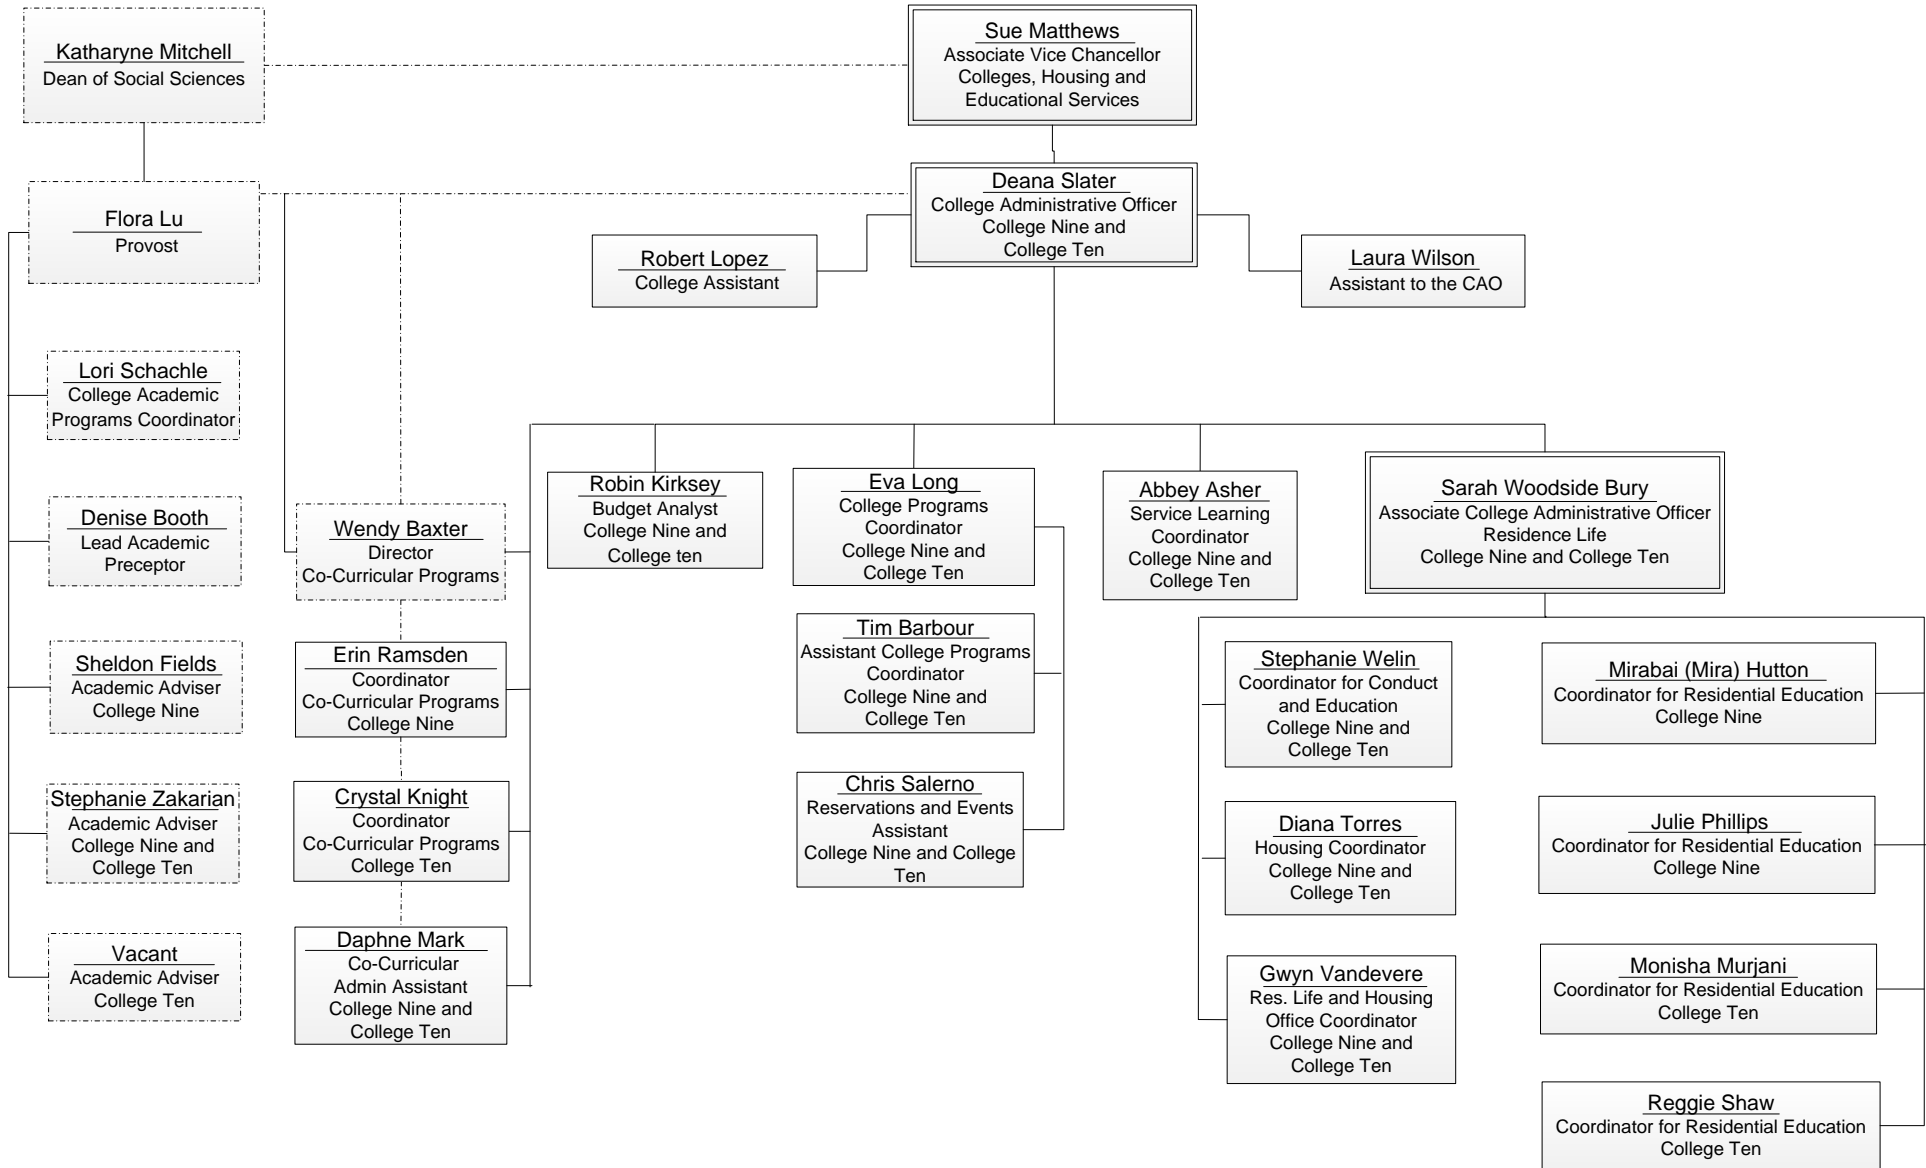 Katharyne Mitchell
Dean of Social Sciences
Sue Matthews
Associate Vice Chancellor
Colleges, Housing and
Educational Services
Flora Lu
Provost
Deana Slater
College Administrative Officer
College Nine and
College Ten
Robert Lopez
College Assistant
Laura Wilson
Assistant to the CAO
Lori Schachle
College Academic
Programs Coordinator
Denise Booth
Lead Academic
Preceptor
Sheldon Fields
Academic Adviser
College Nine
Stephanie Zakarian
Academic Adviser
College Nine and
College Ten
Vacant
Academic Adviser
College Ten
Wendy Baxter
Director
Co-Curricular Programs
Erin Ramsden
Coordinator
Co-Curricular Programs
College Nine
Crystal Knight
Coordinator
Co-Curricular Programs
College Ten
Daphne Mark
Co-Curricular
Admin Assistant
College Nine and
College Ten
Robin Kirksey
Budget Analyst
College Nine and
College ten
Eva Long
College Programs
Coordinator
College Nine and
College Ten
Tim Barbour
Assistant College Programs
Coordinator
College Nine and
College Ten
Chris Salerno
Reservations and Events
Assistant
College Nine and College
Ten
Abbey Asher
Service Learning
Coordinator
College Nine and
College Ten
Sarah Woodside Bury
Associate College Administrative Officer
Residence Life
College Nine and College Ten
Stephanie Welin
Coordinator for Conduct
and Education
College Nine and
College Ten
Diana Torres
Housing Coordinator
College Nine and
College Ten
Gwyn Vandevere
Res. Life and Housing
Office Coordinator
College Nine and
College Ten
Mirabai (Mira) Hutton
Coordinator for Residential Education
College Nine
Julie Phillips
Coordinator for Residential Education
College Nine
Monisha Murjani
Coordinator for Residential Education
College Ten
Reggie Shaw
Coordinator for Residential Education
College Ten